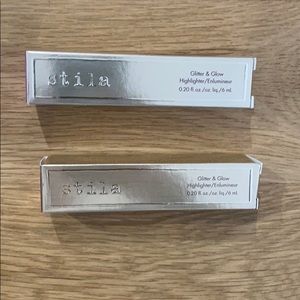 stila
Glitter & Glow
Highlighter/Enlumineur
0.20 fl. oz./oz. liq./6 mL
stila
Glitter & Glow
Highlighter/Enlumineur
0.20 fl. oz./oz. liq./6 mL